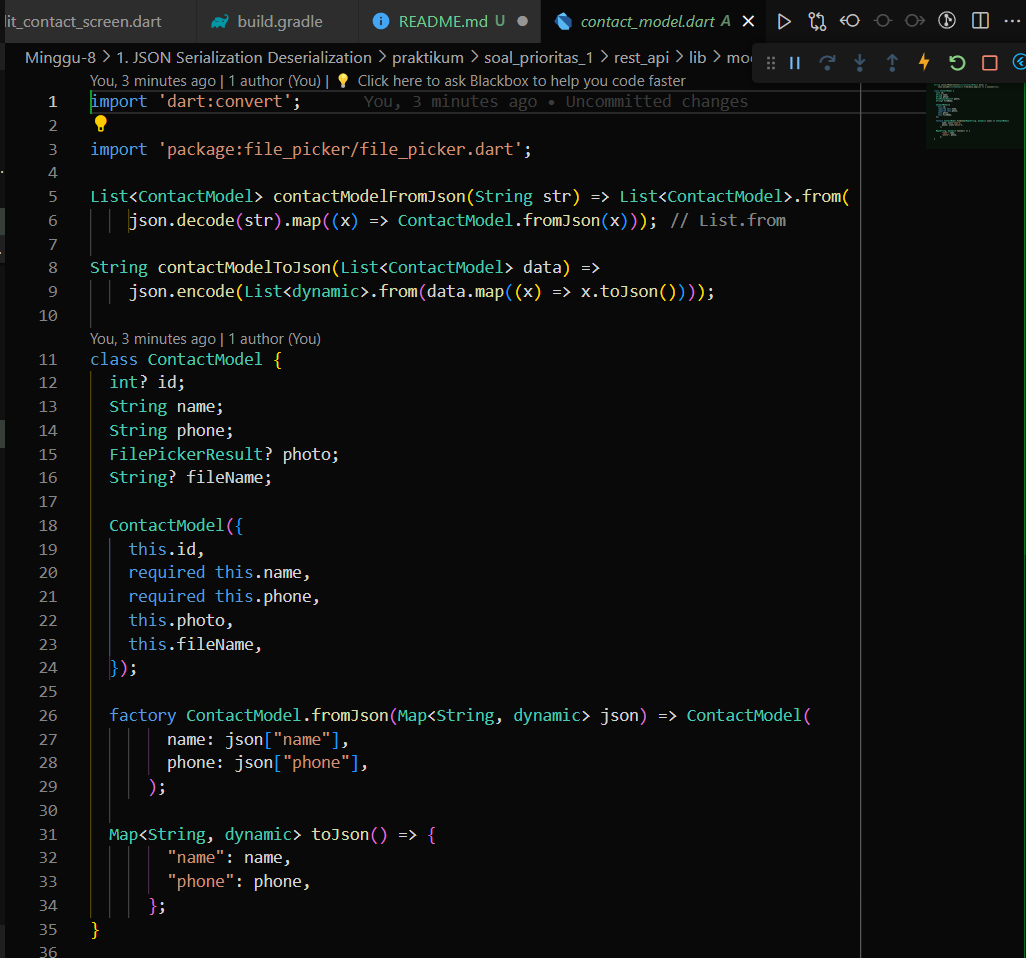 lit_contact_screen.dart build.gradle README.md U contact_model.dart A
Minggu-8 > 1. JSON Serialization Deserialization > praktikum > soal_prioritas_1 > rest_api > lib >
You, 3 minutes ago | 1 author (You) | Click here to ask Blackbox to help you code faster
1 import 'dart:convert'; You, 3 minutes ago • Uncommitted changes
2
3 import 'package:file_picker/file_picker.dart';
4
5 List<ContactModel> contactModelFromJson(String str) => List<ContactModel>.from(
6 json.decode(str).map((x) => ContactModel.fromJson(x))); // List.from
7
8 String contactModelToJson(List<ContactModel> data) =>
9 json.encode(List<dynamic>.from(data.map((x) => x.toJson())));
10
You, 3 minutes ago | 1 author (You)
11 class ContactModel {
12 int? id;
13 String name;
14 String phone;
15 FilePickerResult? photo;
16 String? fileName;
17
18 ContactModel({
19 this.id,
20 required this.name,
21 required this.phone,
22 this.photo,
23 this.fileName,
24 });
25
26 factory ContactModel.fromJson(Map<String, dynamic> json) => ContactModel(
27 name: json["name"],
28 phone: json["phone"],
29 );
30
31 Map<String, dynamic> toJson() => {
32 "name": name,
33 "phone": phone,
34 };
35 }
36